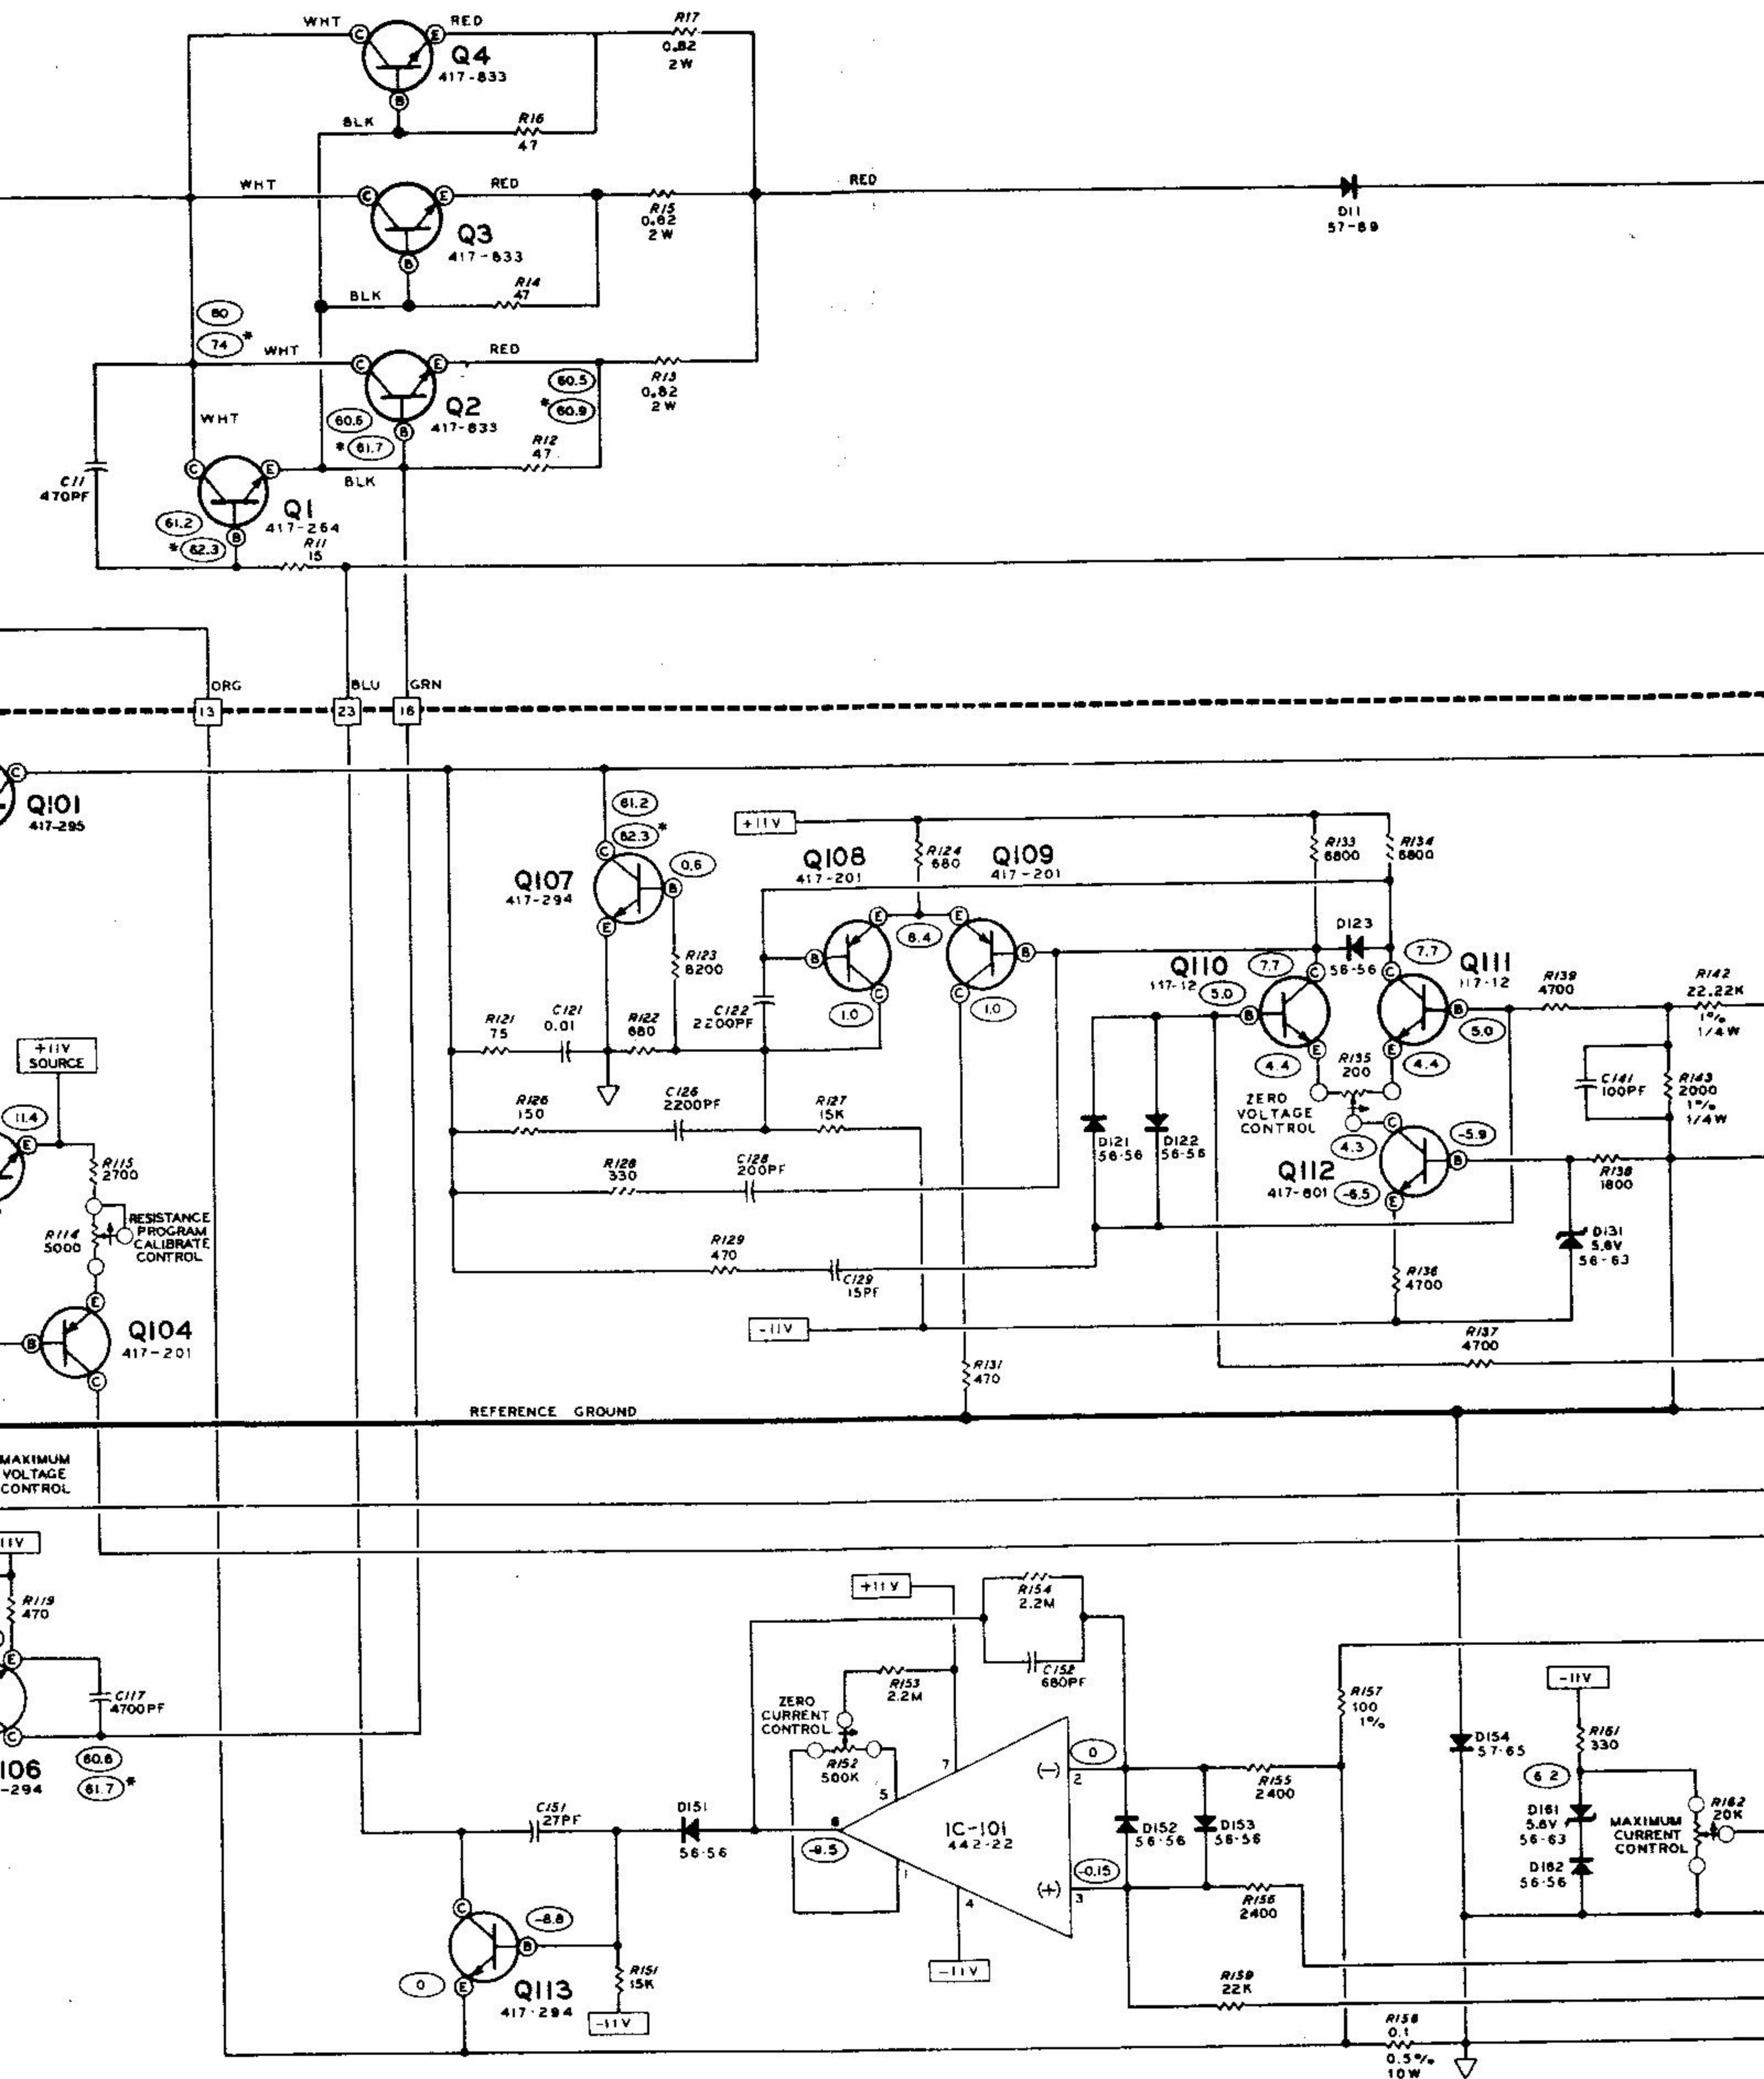 WHT
C
E
RED
Q4
417-833
B
R17
0.82
2W
BLK
R16
47
WHT
C
E
RED
Q3
417-833
B
R15
0.82
2W
RED
D11
57-89
BLK
R14
47
80
74 *
WHT
C
E
RED
Q2
417-833
B
60.5
* 60.9
R13
0.82
2W
WHT
60.6
* 61.7
R12
47
C11
470PF
C
E
BLK
Q1
417-264
61.2
* 62.3
B
R11
15
ORG
BLU
GRN
13
23
16
C
Q101
417-295
61.2
62.3 *
C
Q107
417-294
0.6
B
E
+11V
R124
680
Q108
417-201
Q109
417-201
R133
6800
R134
6800
E
E
8.4
B
B
C
C
1.0
1.0
R123
8200
D123
56-56
Q110
117-12
7.7
5.0
B
C
E
7.7
C
Q111
117-12
B
5.0
E
R139
4700
R142
22.22K
1%
1/4W
R121
75
C121
0.01
R122
680
C122
2200PF
+11V
SOURCE
11.4
E
4.4
R135
200
4.4
C141
100PF
R143
2000
1%
1/4W
ZERO
VOLTAGE
CONTROL
R126
150
C126
2200PF
R127
15K
D121
56-56
D122
56-56
4.3
C
-5.9
B
Q112
417-801
-6.5
E
R138
1800
R115
2700
R128
330
C128
200PF
R114
5000
RESISTANCE
PROGRAM
CALIBRATE
CONTROL
R129
470
C129
15PF
D131
5.6V
56-63
R136
4700
E
Q104
417-201
B
C
-11V
R137
4700
R131
470
REFERENCE GROUND
MAXIMUM
VOLTAGE
CONTROL
11V
R119
470
E
C117
4700PF
C
106
-294
60.6
61.7 *
+11V
R154
2.2M
C152
680PF
R153
2.2M
ZERO
CURRENT
CONTROL
R152
500K
R157
100
1%
-11V
R161
330
D154
57-65
6.2
D161
5.6V
56-63
D162
56-56
MAXIMUM
CURRENT
CONTROL
R162
20K
7
5
(-)
0
2
R155
2400
C151
27PF
D151
56-56
6
IC-101
442-22
D152
56-56
D153
56-56
1
4
(+)
-0.15
3
R156
2400
C
-8.8
B
0
E
Q113
417-294
R151
15K
-11V
-11V
R159
22K
R158
0.1
0.5%
10W